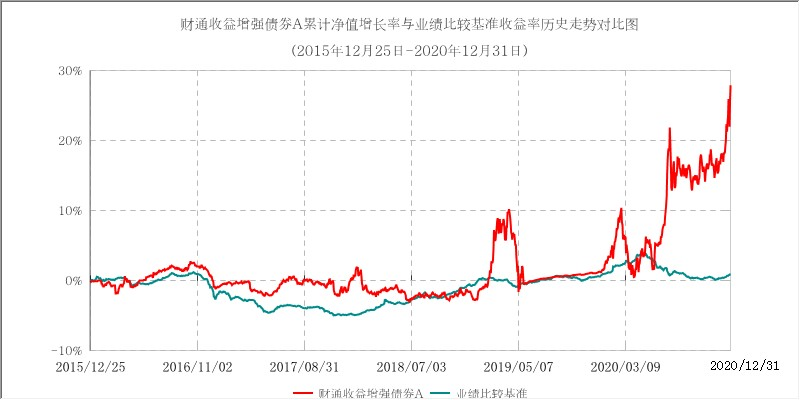 财通收益增强债券A累计净值增长率与业绩比较基准收益率历史走势对比图
(2015年12月25日-2020年12月31日)
30%
20%
10%
0%
-10%
2015/12/25 2016/11/02 2017/08/31 2018/07/03 2019/05/07 2020/03/09 2020/12/31
财通收益增强债券A 业绩比较基准